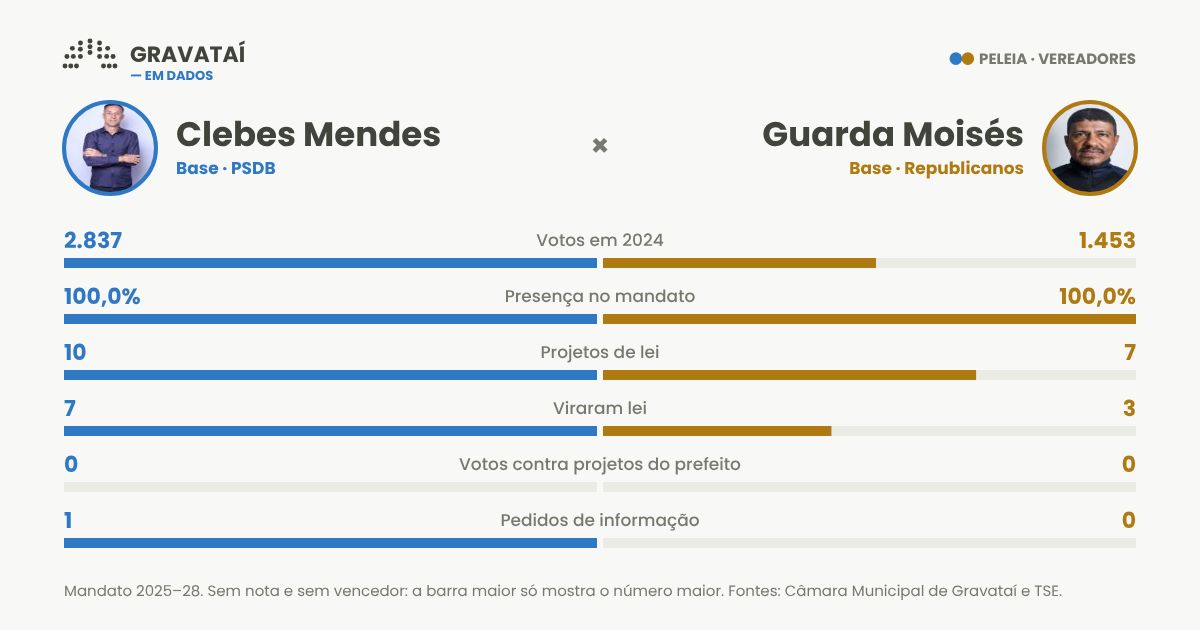 GRAVATAÍ
— EM DADOS
PELEIA · VEREADORES
Clebes Mendes
Base · PSDB
×
Guarda Moisés
Base · Republicanos
2.837 Votos em 2024 1.453
100,0% Presença no mandato 100,0%
10 Projetos de lei 7
7 Viraram lei 3
0 Votos contra projetos do prefeito 0
1 Pedidos de informação 0
Mandato 2025–28. Sem nota e sem vencedor: a barra maior só mostra o número maior. Fontes: Câmara Municipal de Gravataí e TSE.